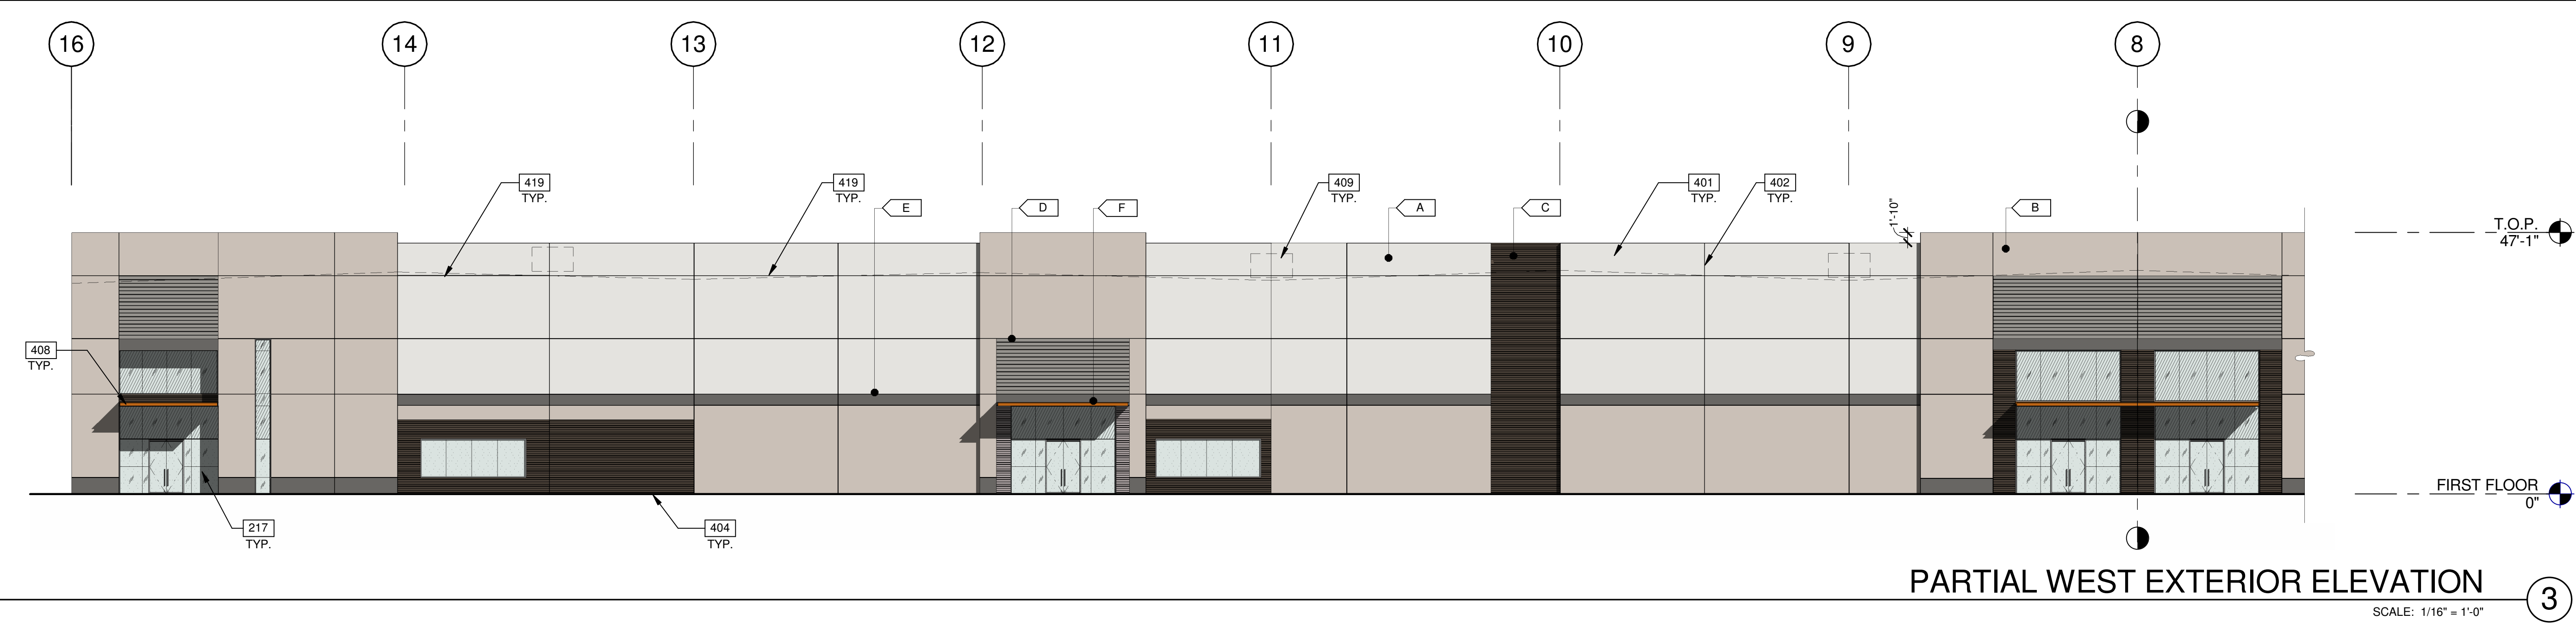 16
14
13
12
11
10
9
8
419
TYP.
419
TYP.
409
TYP.
401
TYP.
402
TYP.
E
D
F
A
C
1'-10"
B
T.O.P.
47'-1"
408
TYP.
FIRST FLOOR
0"
217
TYP.
404
TYP.
PARTIAL WEST EXTERIOR ELEVATION
3
SCALE: 1/16" = 1'-0"